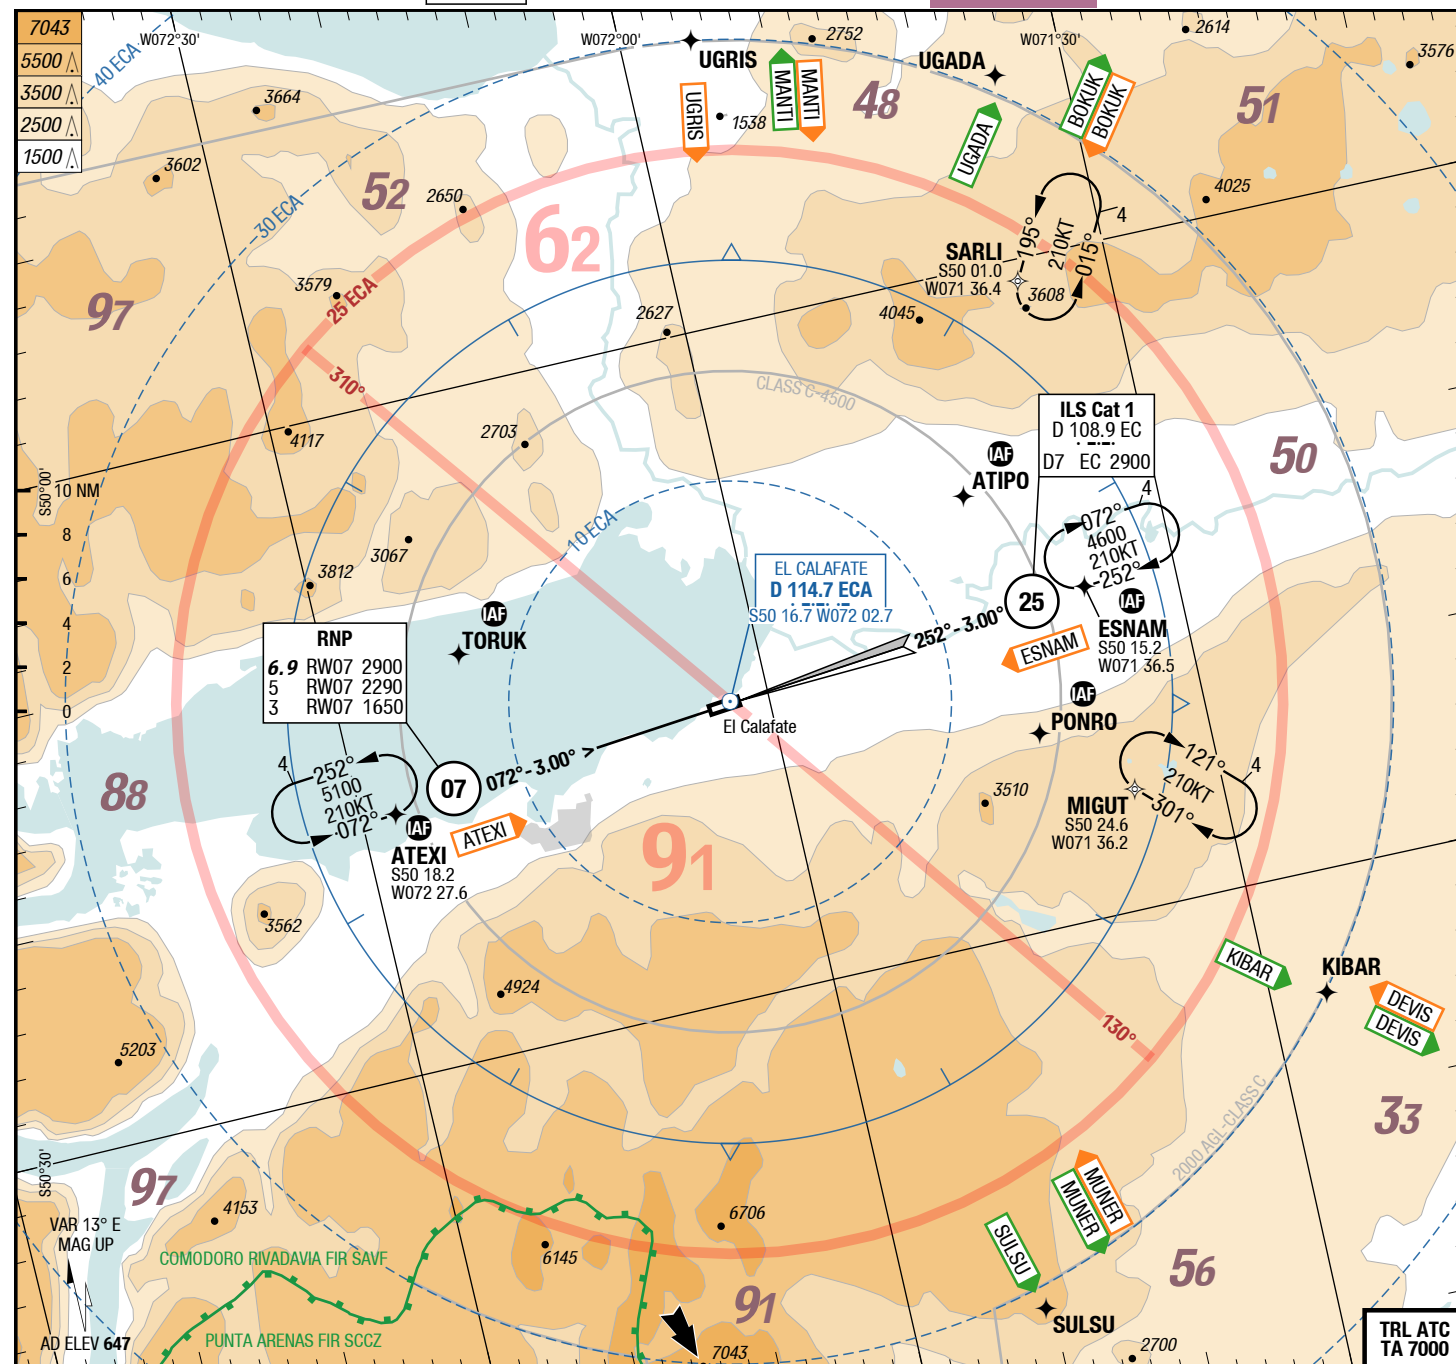 7043
5500
3500
2500
1500
W072°30'
W072°00'
W071°30'
40 ECA
30 ECA
25 ECA
10 ECA
UGRIS
UGRIS
MANTI
MANTI
2752
UGADA
UGADA
2614
3576
BOKUK
BOKUK
48
51
1538
3664
3602
52
2650
62
4025
4
195°
210KT
015°
SARLI
S50 01.0
W071 36.4
3608
3579
97
2627
4045
310°
CLASS C-4500
4117
2703
ILS Cat 1
D 108.9 EC
D7 EC 2900
50
IAF
ATIPO
S50°00'
10 NM
8
6
4
2
0
3067
3812
4
072°
4600
210KT
252°
EL CALAFATE
D 114.7 ECA
S50 16.7 W072 02.7
25
252°-3.00°
IAF
ESNAM
S50 15.2
W071 36.5
ESNAM
IAF
TORUK
RNP
6.9 RW07 2900
5 RW07 2290
3 RW07 1650
IAF
PONRO
El Calafate
88
4
252°
5100
210KT
072°
07
072°-3.00° >
IAF
ATEXI
S50 18.2
W072 27.6
ATEXI
121°
4
210KT
301°
MIGUT
S50 24.6
W071 36.2
3510
91
3562
4924
KIBAR
KIBAR
DEVIS
DEVIS
130°
5203
33
2000 AGL-CLASS C
S50°30'
97
4153
VAR 13° E
MAG UP
COMODORO RIVADAVIA FIR SAVF
PUNTA ARENAS FIR SCCZ
AD ELEV 647
6145
6706
91
7043
MUNER
MUNER
SULSU
SULSU
56
2700
TRL ATC
TA 7000